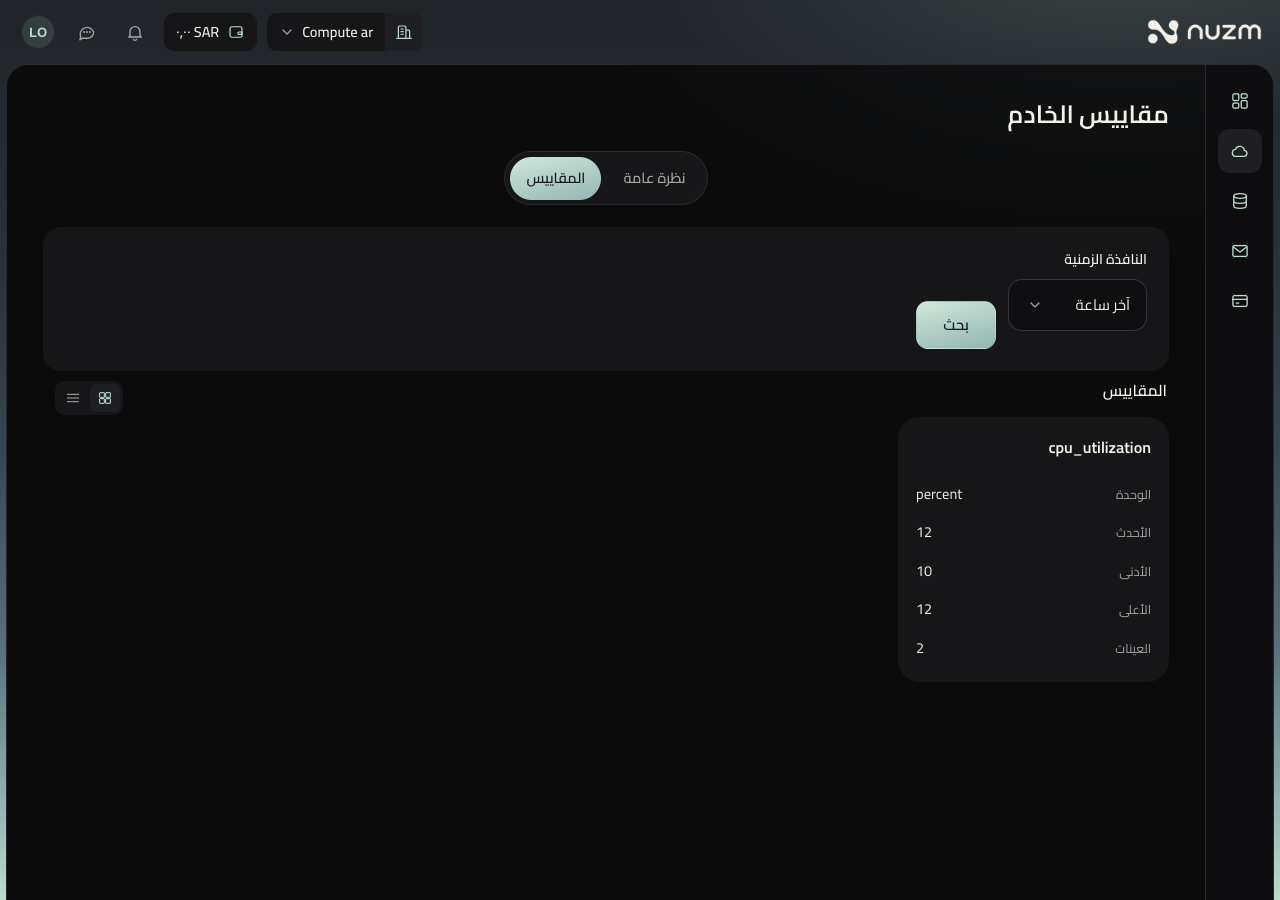 nuzm
Compute ar
٠,٠٠ SAR
LO
مقاييس الخادم
نظرة عامة
المقاييس
النافذة الزمنية
آخر ساعة
بحث
المقاييس
cpu_utilization
الوحدة percent
الأحدث 12
الأدنى 10
الأعلى 12
العينات 2